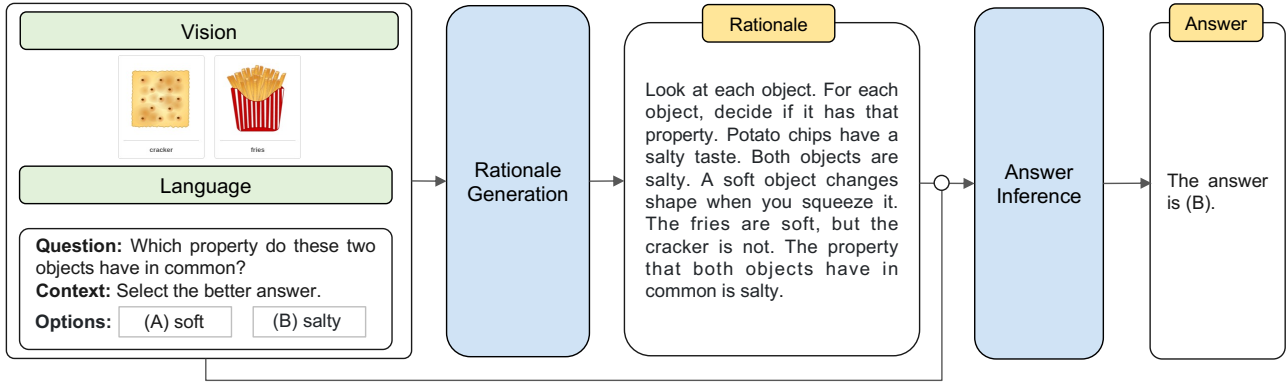 Vision
cracker
fries
Language
Question: Which property do these two
objects have in common?
Context: Select the better answer.
Options: (A) soft (B) salty
Rationale
Generation
Rationale
Look at each object. For each
object, decide if it has that
property. Potato chips have a
salty taste. Both objects are
salty. A soft object changes
shape when you squeeze it.
The fries are soft, but the
cracker is not. The property
that both objects have in
common is salty.
Answer
Inference
Answer
The answer
is (B).